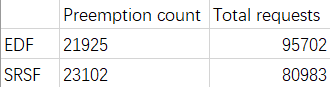 Preemption count Total requests
EDF 21925 95702
SRSF 23102 80983